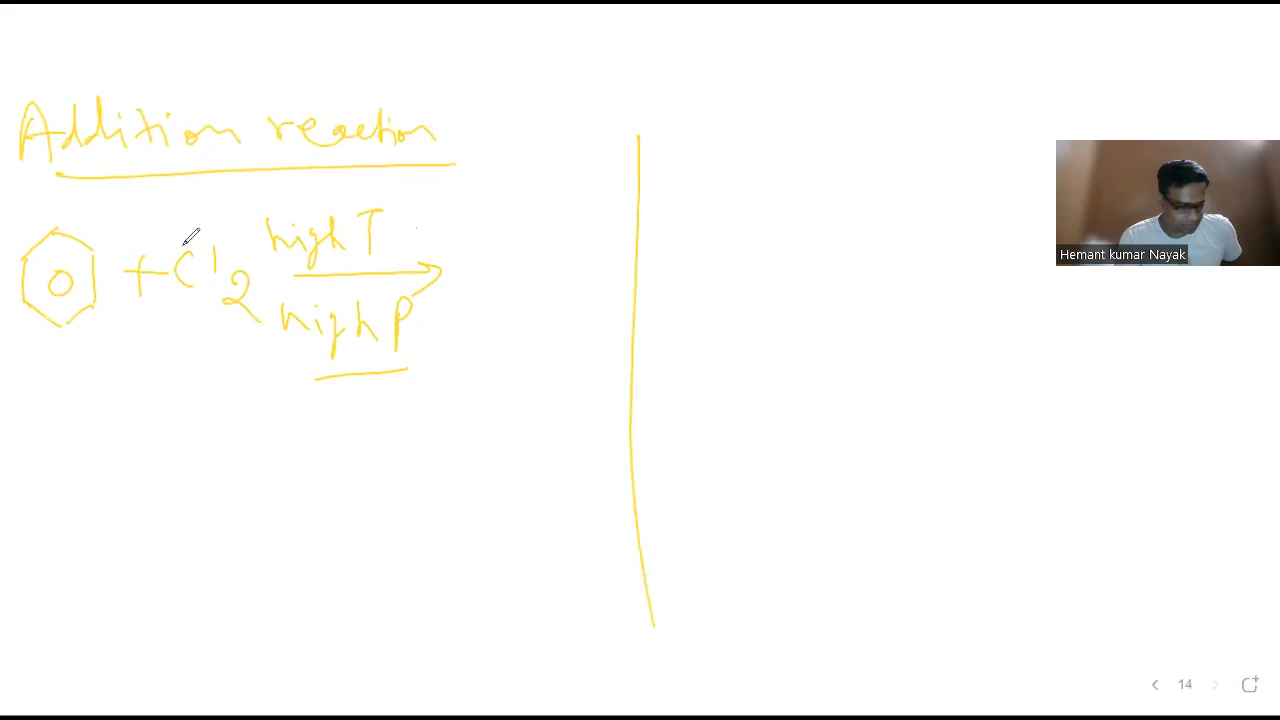 Addition reaction
+ Cl2 high T
high P
Hemant kumar Nayak
14